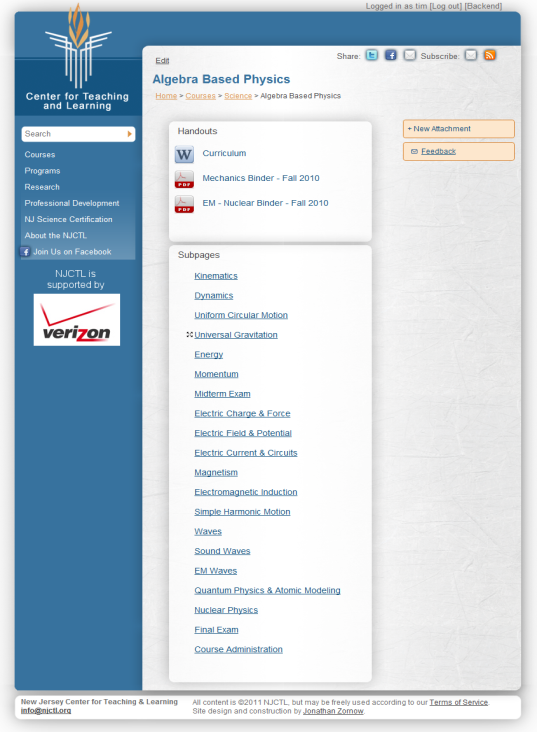 Logged in as tim [Log out] [Backend]
Center for Teaching
and Learning
Edit
Share:
Subscribe:
Algebra Based Physics
Home > Courses > Science > Algebra Based Physics
Search
Courses
Programs
Research
Professional Development
NJ Science Certification
About the NJCTL
Join Us on Facebook
NJCTL is
supported by
verizon
Handouts
W Curriculum
PDF Mechanics Binder - Fall 2010
PDF EM - Nuclear Binder - Fall 2010
+ New Attachment
Feedback
Subpages
Kinematics
Dynamics
Uniform Circular Motion
Universal Gravitation
Energy
Momentum
Midterm Exam
Electric Charge & Force
Electric Field & Potential
Electric Current & Circuits
Magnetism
Electromagnetic Induction
Simple Harmonic Motion
Waves
Sound Waves
EM Waves
Quantum Physics & Atomic Modeling
Nuclear Physics
Final Exam
Course Administration
New Jersey Center for Teaching & Learning
info@njctl.org
All content is ©2011 NJCTL, but may be freely used according to our Terms of Service.
Site design and construction by Jonathan Zornow.